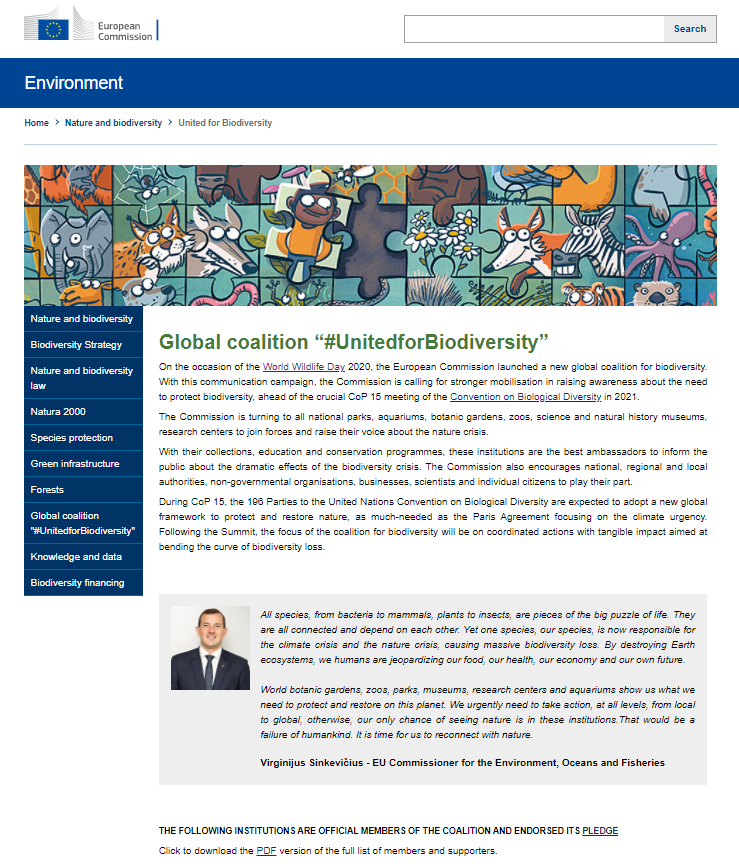 European
Commission
Search
Environment
Home > Nature and biodiversity > United for Biodiversity
Nature and biodiversity
Biodiversity Strategy
Nature and biodiversity
law
Natura 2000
Species protection
Green infrastructure
Forests
Global coalition
"#UnitedforBiodiversity"
Knowledge and data
Biodiversity financing
Global coalition “#UnitedforBiodiversity”
On the occasion of the World Wildlife Day 2020, the European Commission launched a new global coalition for biodiversity.
With this communication campaign, the Commission is calling for stronger mobilisation in raising awareness about the need
to protect biodiversity, ahead of the crucial CoP 15 meeting of the Convention on Biological Diversity in 2021.
The Commission is turning to all national parks, aquariums, botanic gardens, zoos, science and natural history museums,
research centers to join forces and raise their voice about the nature crisis.
With their collections, education and conservation programmes, these institutions are the best ambassadors to inform the
public about the dramatic effects of the biodiversity crisis. The Commission also encourages national, regional and local
authorities, non-governmental organisations, businesses, scientists and individual citizens to play their part.
During CoP 15, the 196 Parties to the United Nations Convention on Biological Diversity are expected to adopt a new global
framework to protect and restore nature, as much-needed as the Paris Agreement focusing on the climate urgency.
Following the Summit, the focus of the coalition for biodiversity will be on coordinated actions with tangible impact aimed at
bending the curve of biodiversity loss.
All species, from bacteria to mammals, plants to insects, are pieces of the big puzzle of life. They
are all connected and depend on each other. Yet one species, our species, is now responsible for
the climate crisis and the nature crisis, causing massive biodiversity loss. By destroying Earth
ecosystems, we humans are jeopardizing our food, our health, our economy and our own future.
World botanic gardens, zoos, parks, museums, research centers and aquariums show us what we
need to protect and restore on this planet. We urgently need to take action, at all levels, from local
to global, otherwise, our only chance of seeing nature is in these institutions.That would be a
failure of humankind. It is time for us to reconnect with nature.
Virginijus Sinkevičius - EU Commissioner for the Environment, Oceans and Fisheries
THE FOLLOWING INSTITUTIONS ARE OFFICIAL MEMBERS OF THE COALITION AND ENDORSED ITS PLEDGE
Click to download the PDF version of the full list of members and supporters.